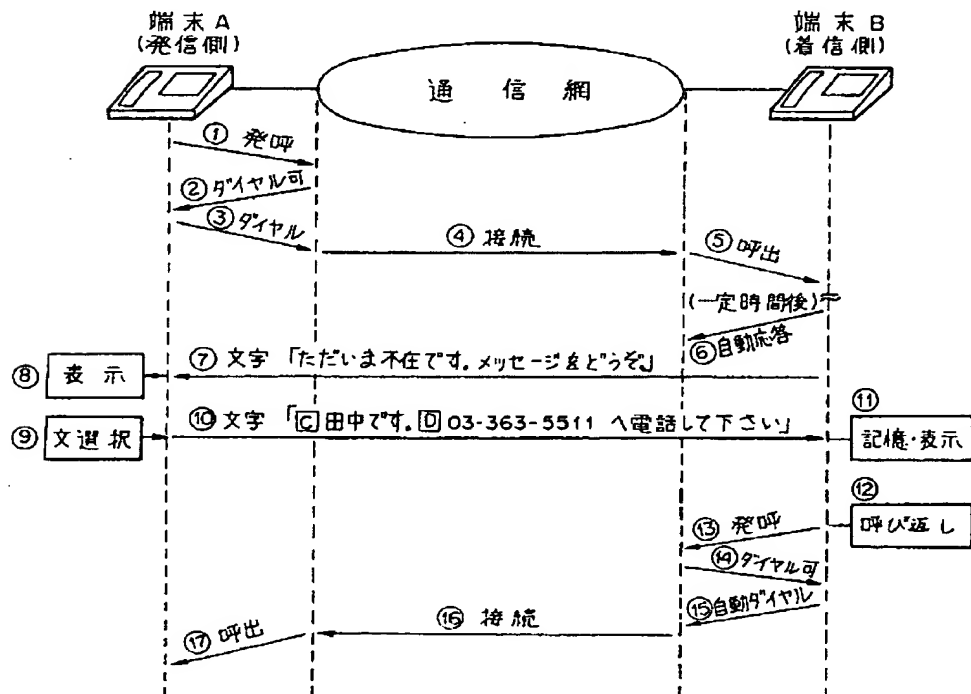 端末A
(発信側)
端末B
(着信側)
通信網
① 発呼
② ダイヤル可
③ ダイヤル
④ 接続
⑤ 呼出
(一定時間後)
⑥ 自動応答
⑦ 文字「ただいま不在です。メッセージをどうぞ」
⑧ 表示
⑨ 文選択
⑩ 文字「C田中です。D 03-363-5511 へ電話して下さい」
⑪
記憶・表示
⑫
呼び返し
⑬ 発呼
⑭ ダイヤル可
⑮ 自動ダイヤル
⑯ 接続
⑰ 呼出